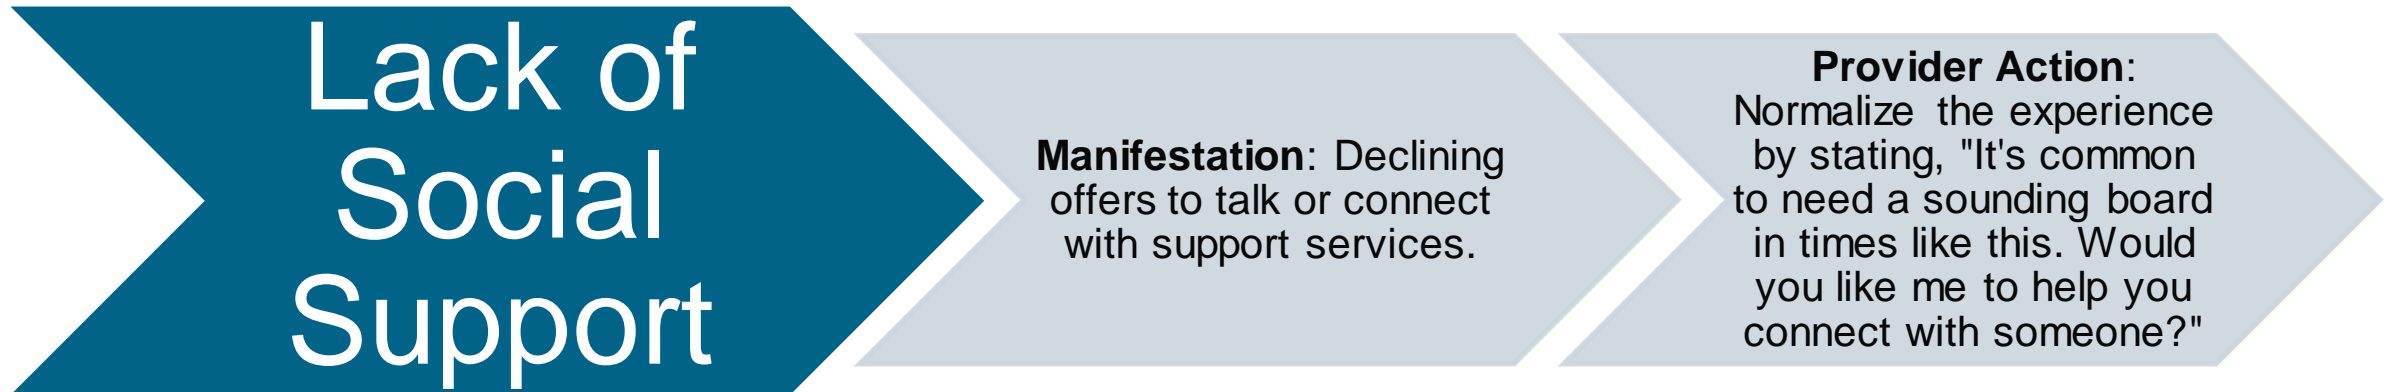 Lack of
Social
Support
Manifestation: Declining
offers to talk or connect
with support services.
Provider Action:
Normalize the experience
by stating, "It's common
to need a sounding board
in times like this. Would
you like me to help you
connect with someone?"